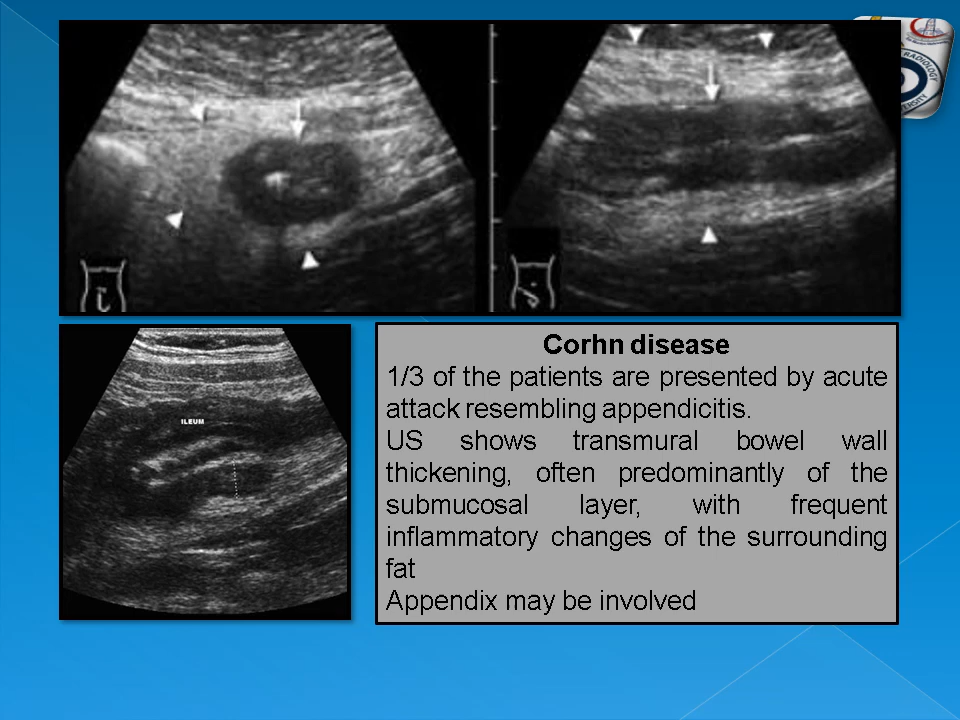 RADIOLOGY
ILEUM
Corhn disease
1/3 of the patients are presented by acute
attack resembling appendicitis.
US shows transmural bowel wall
thickening, often predominantly of the
submucosal layer, with frequent
inflammatory changes of the surrounding
fat
Appendix may be involved